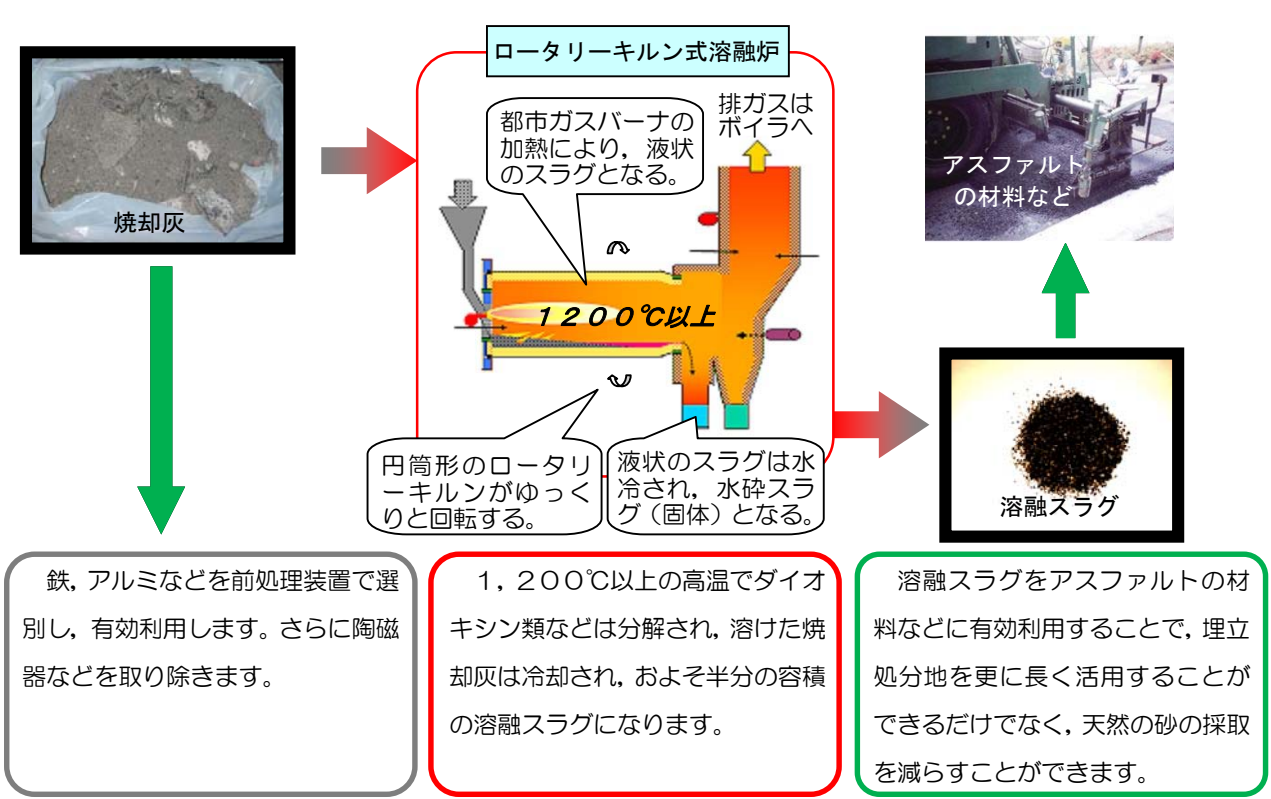 ロータリーキルン式溶融炉
都市ガスバーナの
加熱により，液状
のスラグとなる。
排ガスは
ボイラへ
焼却灰
アスファルト
の材料など
１２００℃以上
円筒形のロータリ
ーキルンがゆっく
りと回転する。
液状のスラグは水
冷され，水砕スラ
グ（固体）となる。
溶融スラグ
鉄，アルミなどを前処理装置で選
別し，有効利用します。さらに陶磁
器などを取り除きます。
１，２００℃以上の高温でダイオ
キシン類などは分解され，溶けた焼
却灰は冷却され，およそ半分の容積
の溶融スラグになります。
溶融スラグをアスファルトの材
料などに有効利用することで，埋立
処分地を更に長く活用することが
できるだけでなく，天然の砂の採取
を減らすことができます。